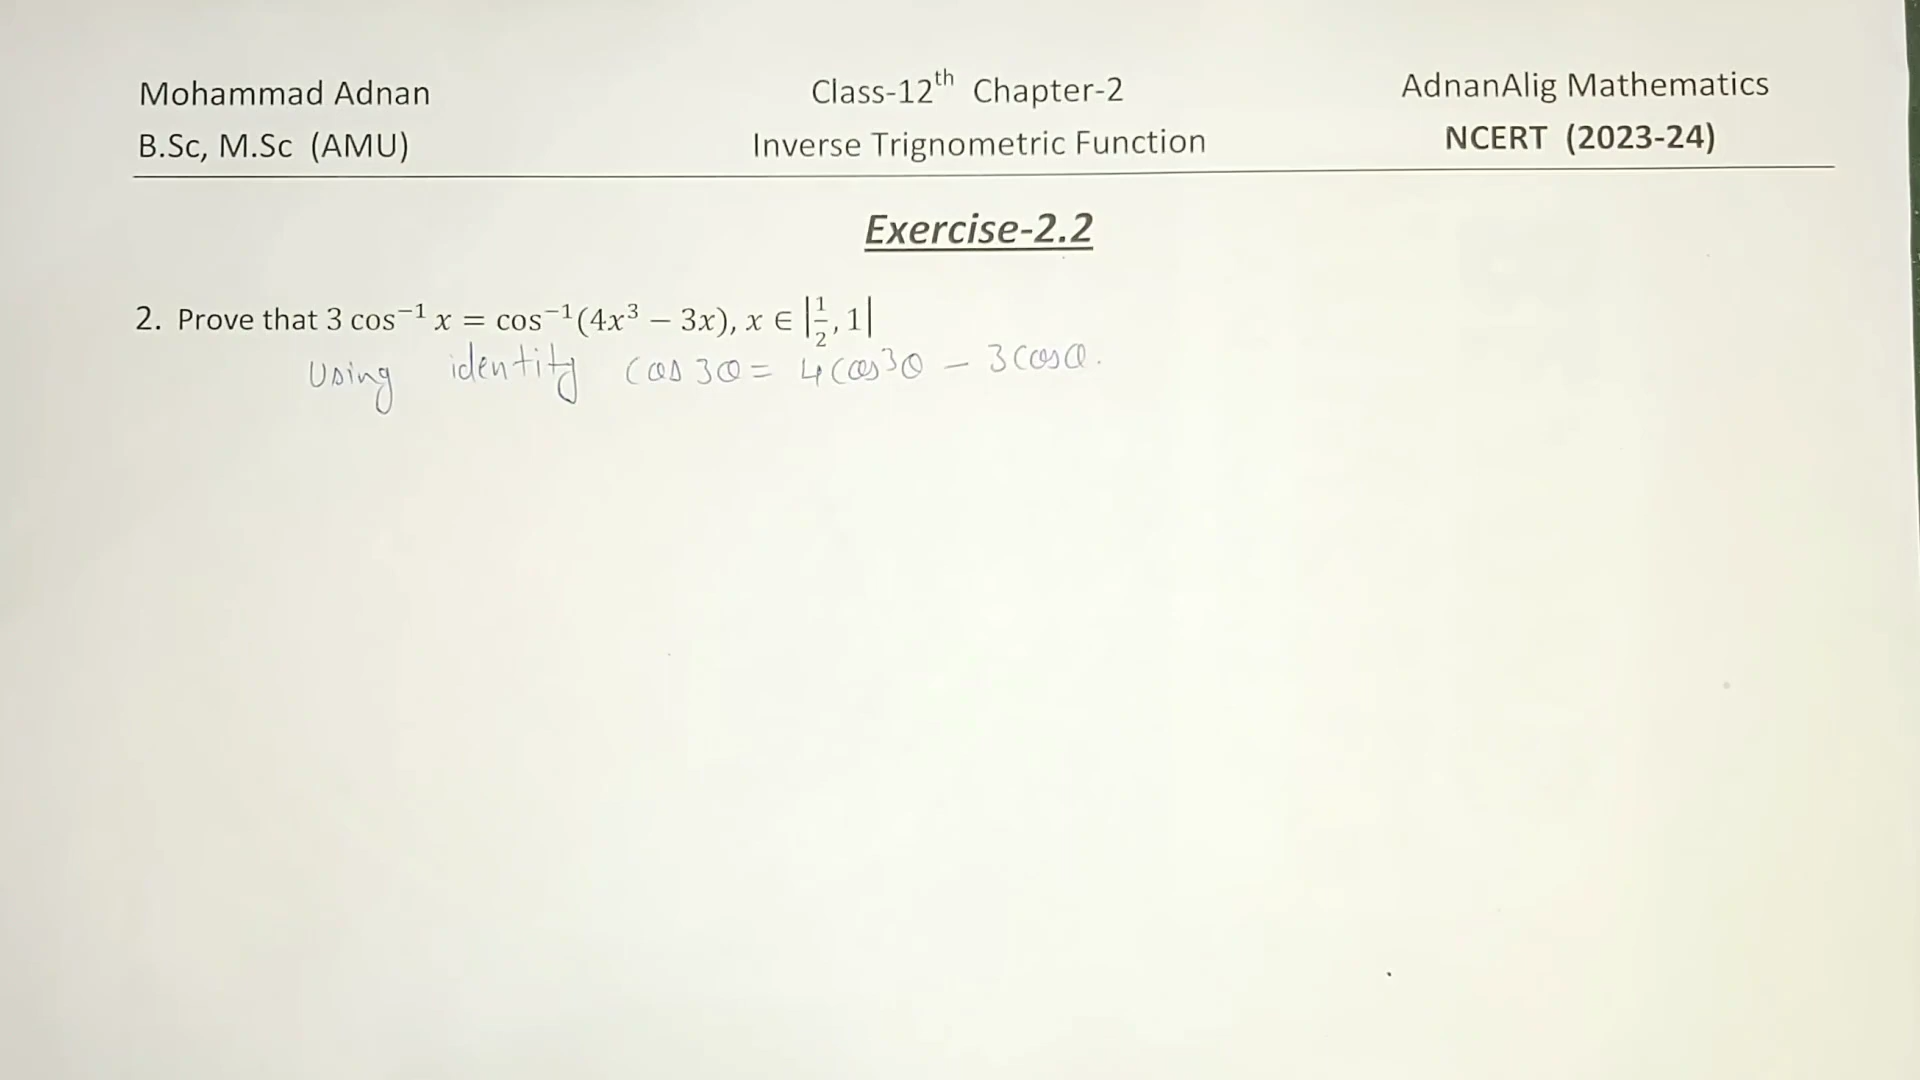 Mohammad Adnan
B.Sc, M.Sc (AMU)
Class-12th Chapter-2
Inverse Trignometric Function
AdnanAlig Mathematics
NCERT (2023-24)
Exercise-2.2
2. Prove that 3 cos⁻¹ x = cos⁻¹(4x³ − 3x), x ∈ |1/2, 1|
Using identity cos 3θ = 4cos³θ − 3cosθ.